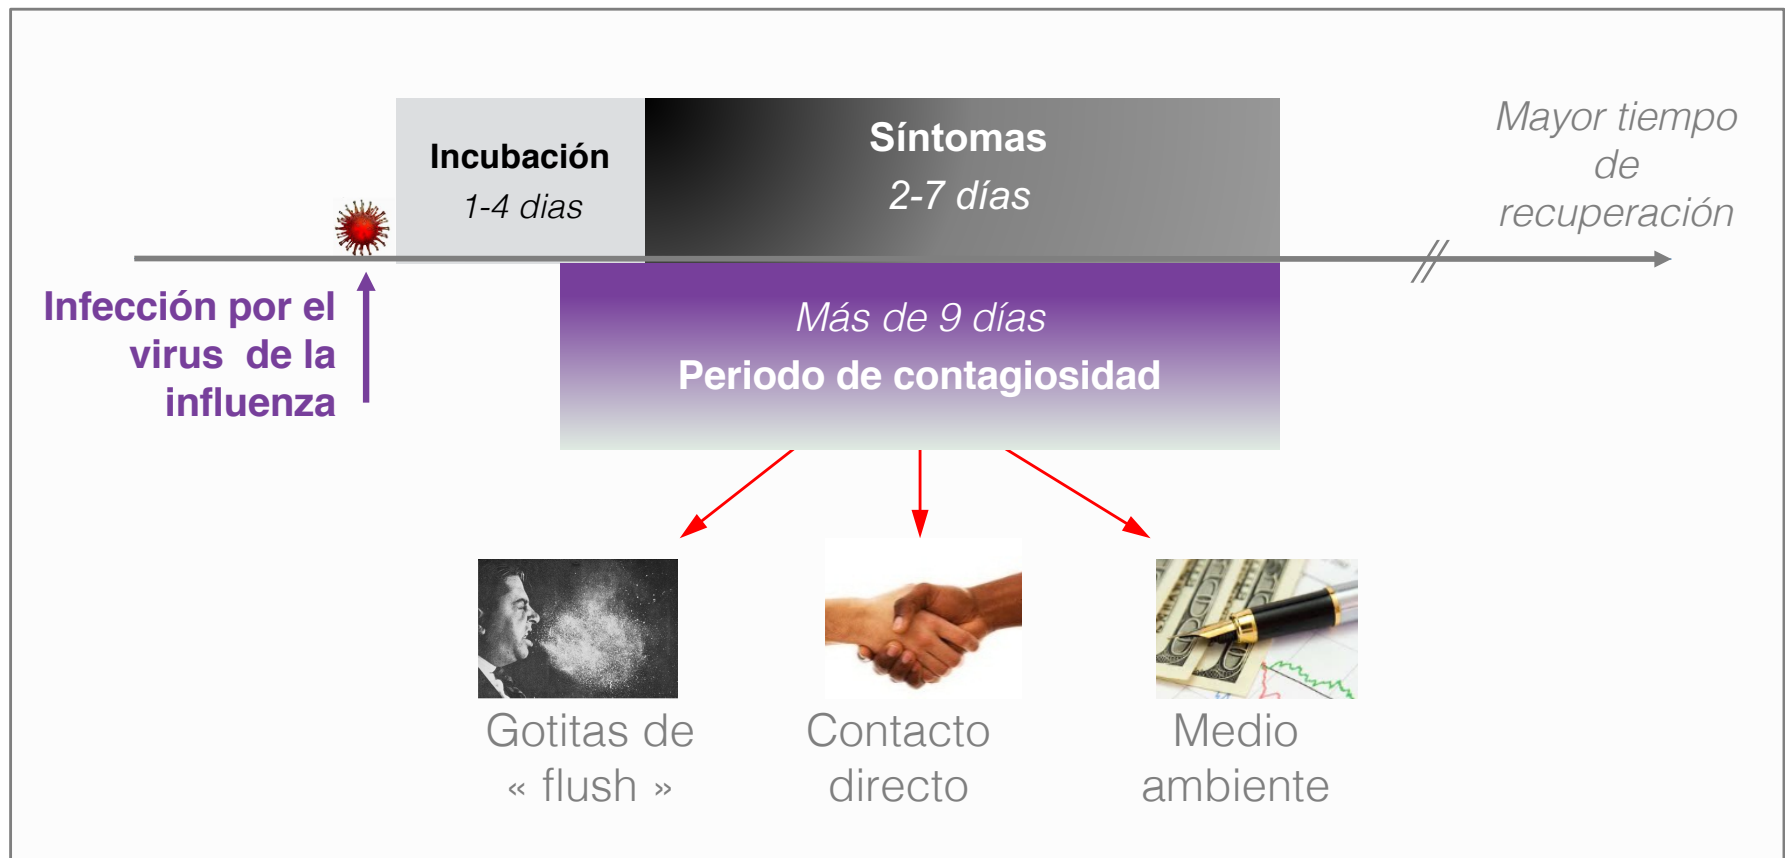 Incubación
1-4 dias
Síntomas
2-7 días
Mayor tiempo
de
recuperación
Infección por el
virus de la
influenza
Más de 9 días
Periodo de contagiosidad
Gotitas de
« flush »
Contacto
directo
Medio
ambiente